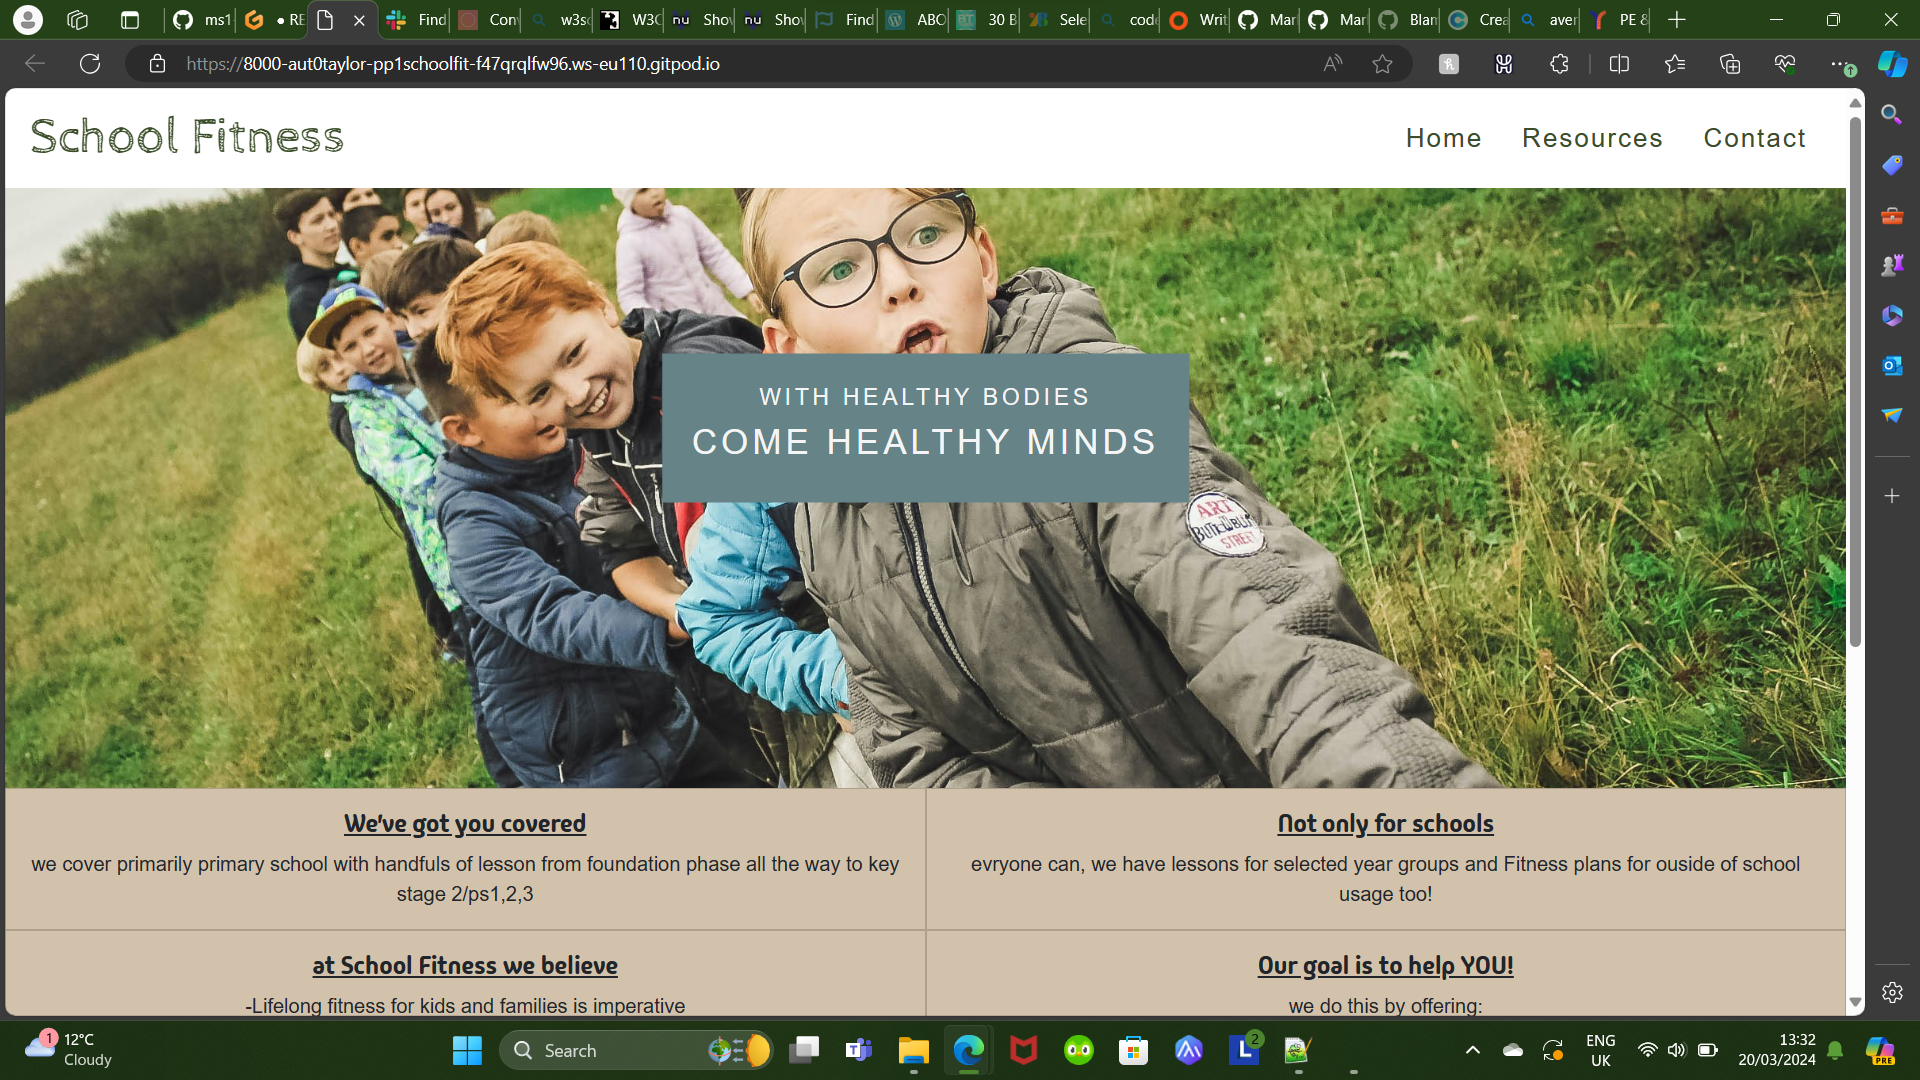 ms1
RE
Find
Con
w3s
W3C
Shov
Shov
Find
ABO
30 B
Sele
code
Writ
Mar
Mar
Blam
Crea
aver
PE &
https://8000-aut0taylor-pp1schoolfit-f47qrqlfw96.ws-eu110.gitpod.io
School Fitness
Home
Resources
Contact
WITH HEALTHY BODIES
COME HEALTHY MINDS
ART
STREET
We've got you covered
we cover primarily primary school with handfuls of lesson from foundation phase all the way to key
stage 2/ps1,2,3
Not only for schools
evryone can, we have lessons for selected year groups and Fitness plans for ouside of school
usage too!
at School Fitness we believe
-Lifelong fitness for kids and families is imperative
Our goal is to help YOU!
we do this by offering:
1
12°C
Cloudy
Search
2
ENG
UK
13:32
20/03/2024
PRE